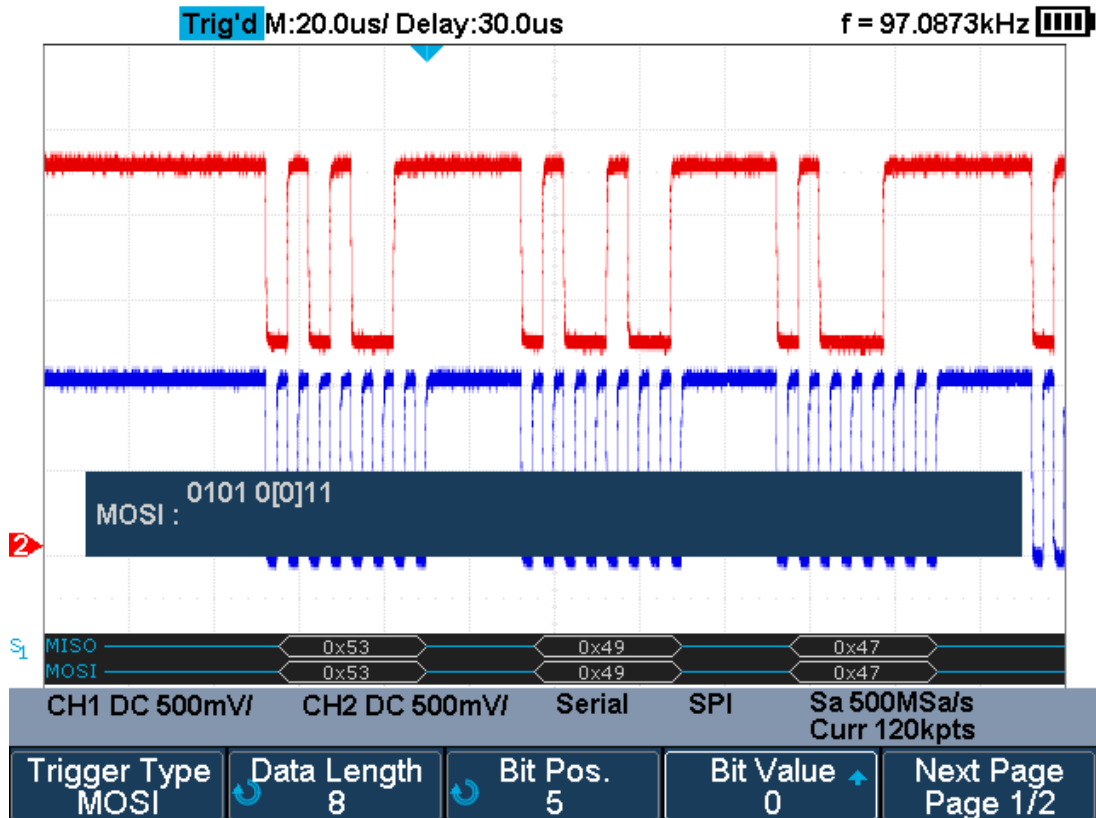 Trig'd M:20.0us/ Delay:30.0us f = 97.0873kHz
0101 0[0]11
MOSI :
2
S1 MISO 0x53 0x49 0x47
MOSI 0x53 0x49 0x47
CH1 DC 500mV/ CH2 DC 500mV/ Serial SPI Sa 500MSa/s
Curr 120kpts
Trigger Type Data Length Bit Pos. Bit Value Next Page
MOSI 8 5 0 Page 1/2